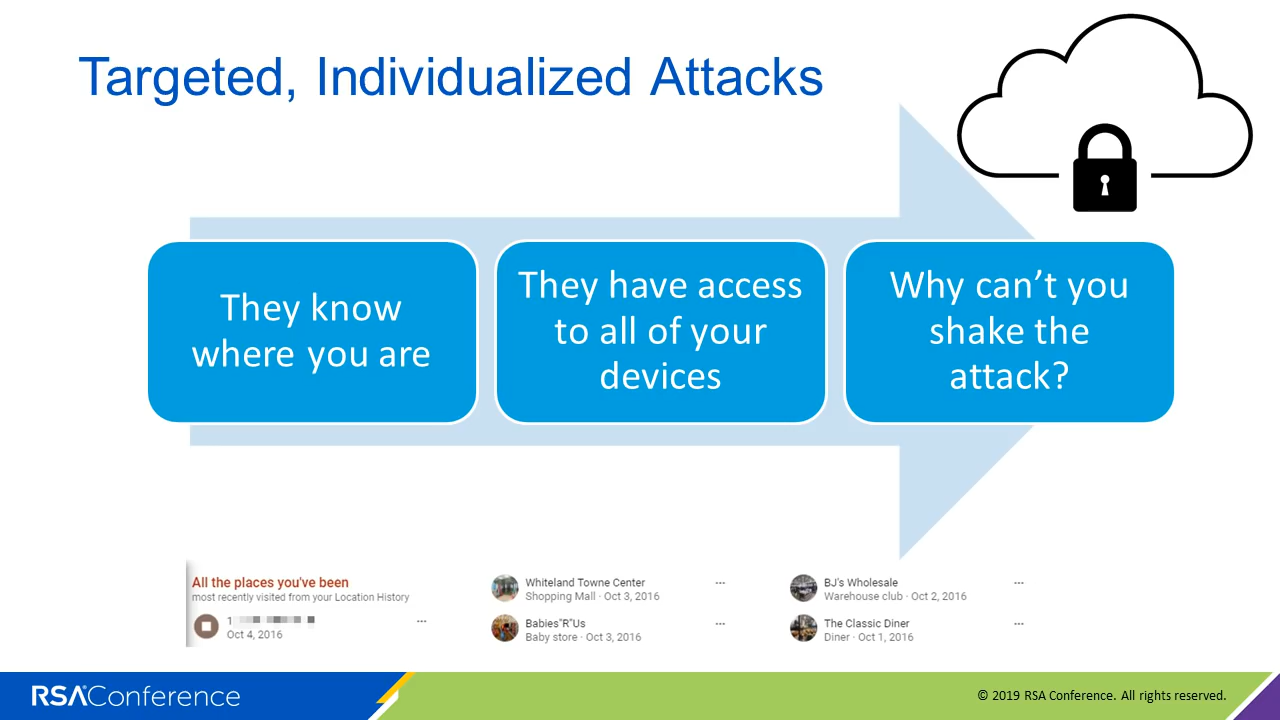 Targeted, Individualized Attacks
They know
where you are
They have access
to all of your
devices
Why can’t you
shake the
attack?
All the places you've been
most recently visited from your Location History
1
Oct 4, 2016
Whiteland Towne Center
Shopping Mall · Oct 3, 2016
Babies"R"Us
Baby store · Oct 3, 2016
BJ's Wholesale
Warehouse club · Oct 2, 2016
The Classic Diner
Diner · Oct 1, 2016
RSAConference
© 2019 RSA Conference. All rights reserved.